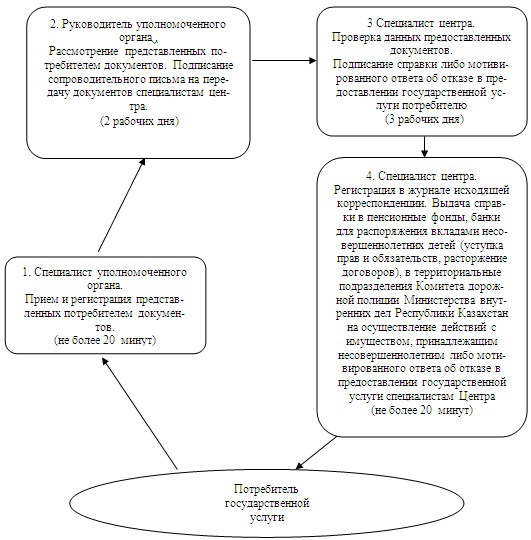 2. Руководитель уполномоченного
органа.,
Рассмотрение представленных по-
требителем документов. Подписание
сопроводительного письма на пере-
дачу документов специалистам цен-
тра.
(2 рабочих дня)
3 Специалист центра.
Проверка данных предоставленных
документов.
Подписание справки либо мотиви-
рованного ответа об отказе в пре-
доставлении государственной ус-
луги потребителю
(3 рабочих дня)
4. Специалист центра.
Регистрация в журнале исходящей
корреспонденции. Выдача справ-
ки в пенсионные фонды, банки
для распоряжения вкладами несо-
вершеннолетних детей (уступка
прав и обязательств, расторжение
договоров), в территориальные
подразделения Комитета дорож-
ной полиции Министерства внут-
ренних дел Республики Казахстан
на осуществление действий с
имуществом, принадлежащим
несовершеннолетним либо моти-
вированного ответа об отказе в
предоставлении государственной
услуги специалистам Центра
(не более 20 минут)
1. Специалист уполномоченного
органа.
Прием и регистрация представ-
ленных потребителем докумен-
тов.
(не более 20 минут)
Потребитель
государственной
услуги